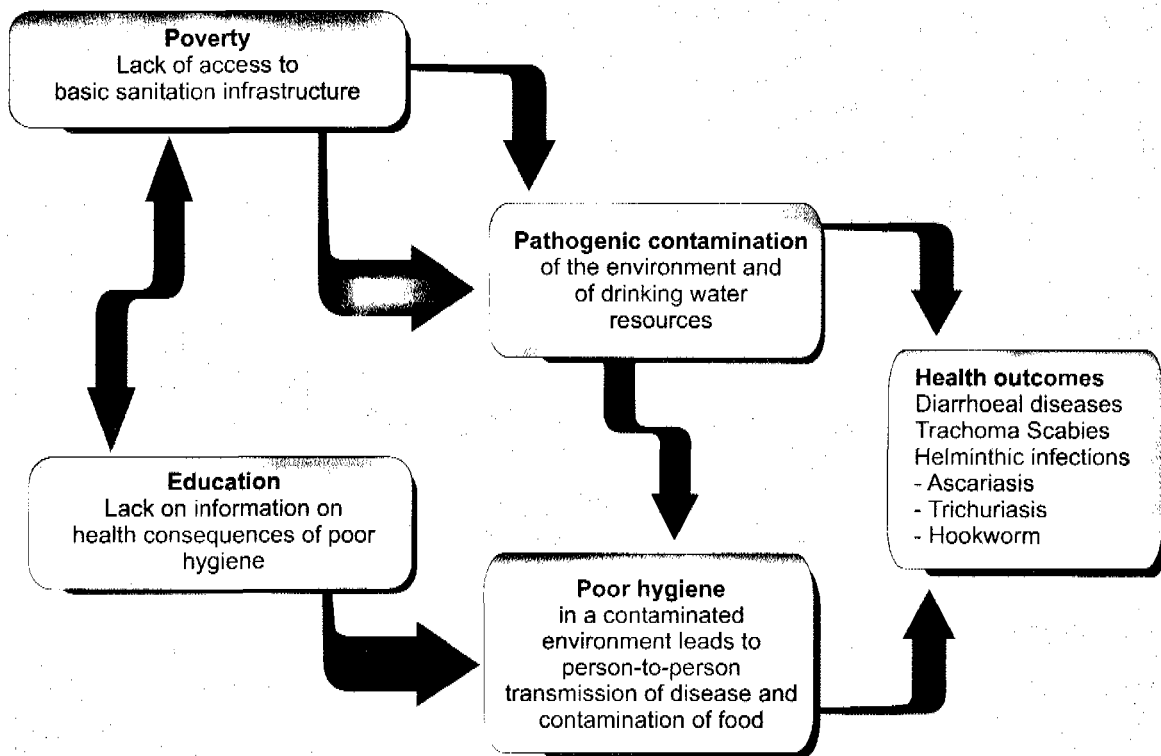 Poverty
Lack of access to
basic sanitation infrastructure
Pathogenic contamination
of the environment and
of drinking water
resources
Health outcomes
Diarrhoeal diseases
Trachoma Scabies
Helminthic infections
- Ascariasis
- Trichuriasis
- Hookworm
Education
Lack on information on
health consequences of poor
hygiene
Poor hygiene
in a contaminated
environment leads to
person-to-person
transmission of disease and
contamination of food